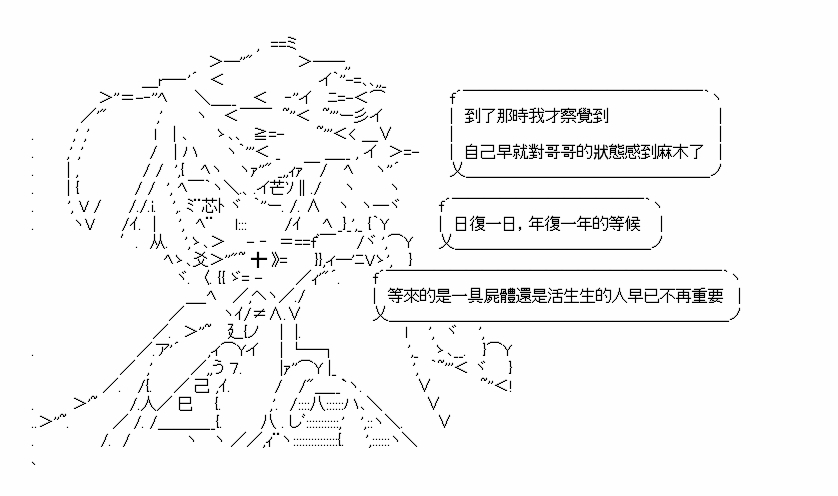 到了那時我才察覺到
自己早就對哥哥的狀態感到麻木了
日復一日，年復一年的等候
等來的是一具屍體還是活生生的人早已不再重要